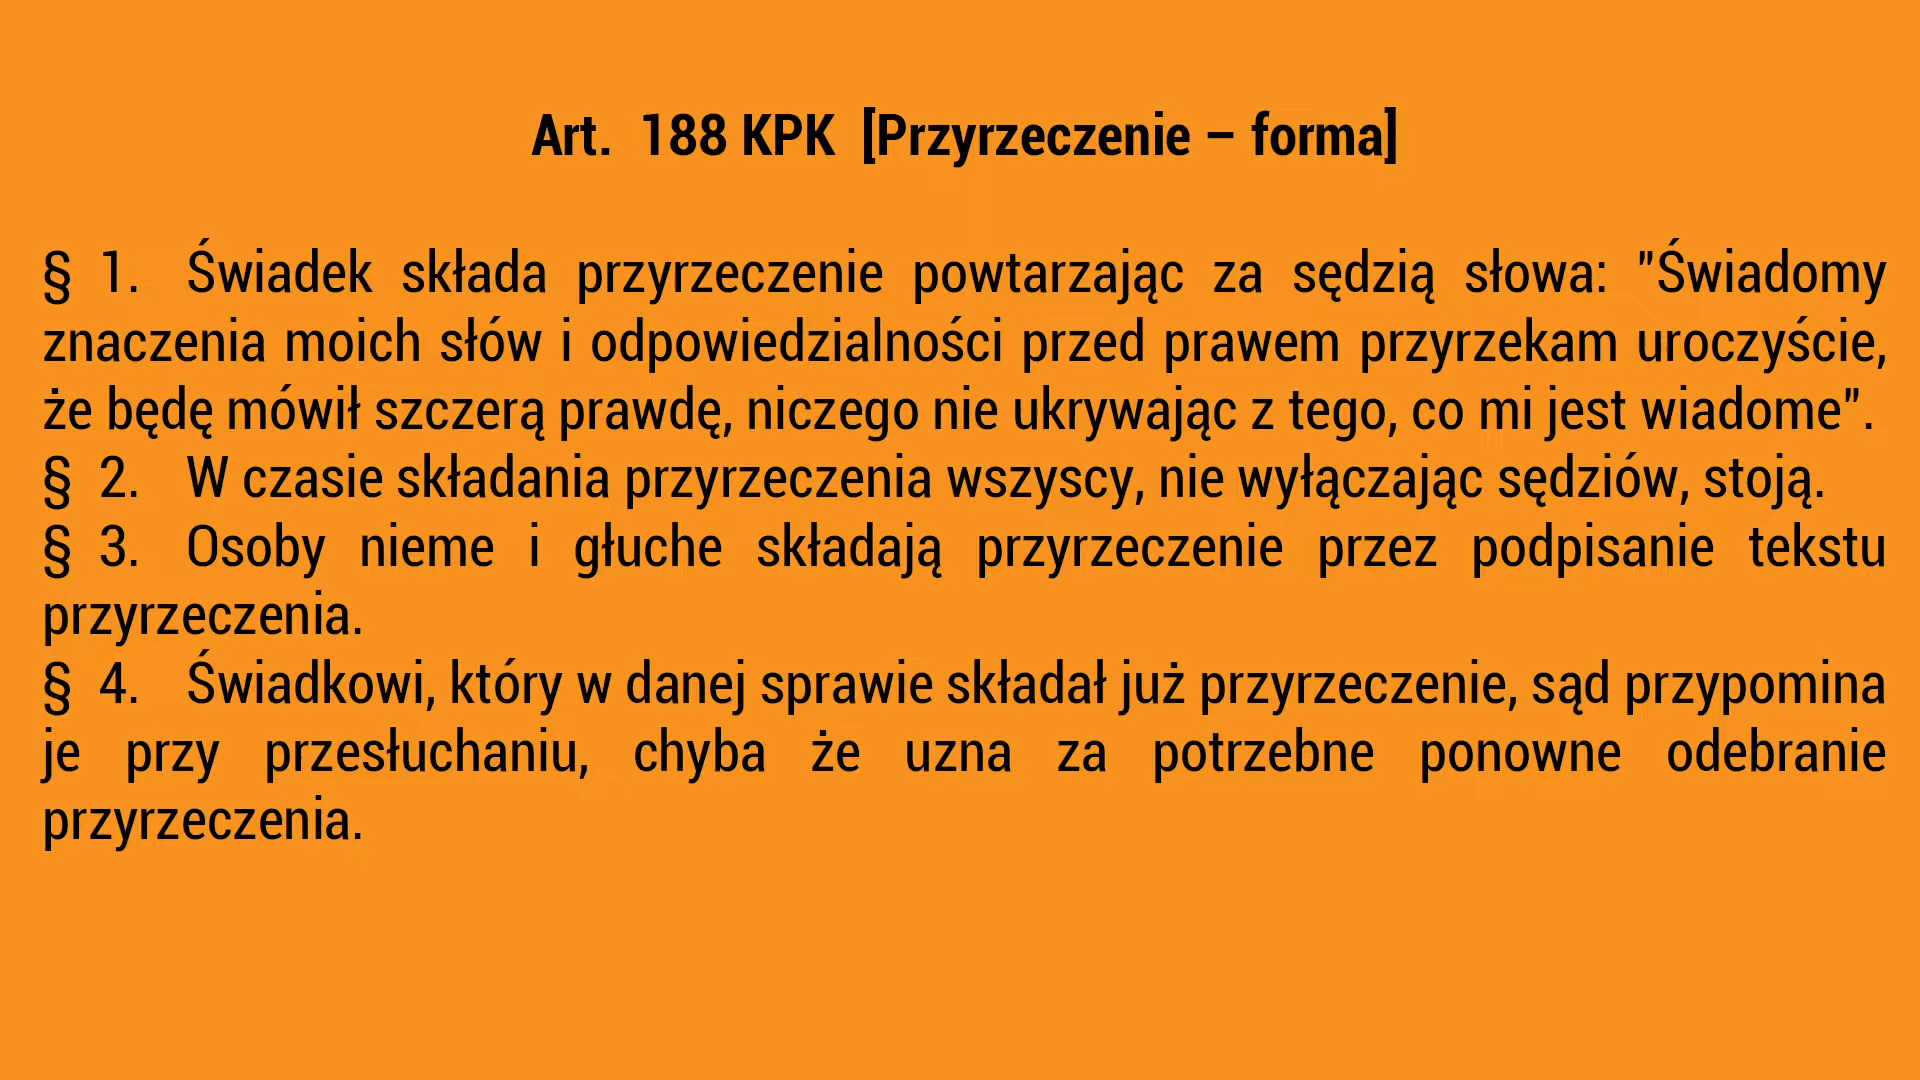 Art. 188 KPK [Przyrzeczenie – forma]
§ 1. Świadek składa przyrzeczenie powtarzając za sędzią słowa: "Świadomy
znaczenia moich słów i odpowiedzialności przed prawem przyrzekam uroczyście,
że będę mówił szczerą prawdę, niczego nie ukrywając z tego, co mi jest wiadome".
§ 2. W czasie składania przyrzeczenia wszyscy, nie wyłączając sędziów, stoją.
§ 3. Osoby nieme i głuche składają przyrzeczenie przez podpisanie tekstu
przyrzeczenia.
§ 4. Świadkowi, który w danej sprawie składał już przyrzeczenie, sąd przypomina
je przy przesłuchaniu, chyba że uzna za potrzebne ponowne odebranie
przyrzeczenia.